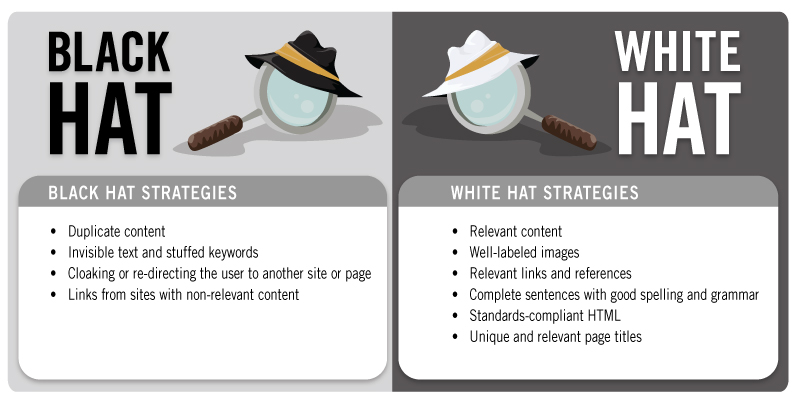 BLACK
HAT
BLACK HAT STRATEGIES
• Duplicate content
• Invisible text and stuffed keywords
• Cloaking or re-directing the user to another site or page
• Links from sites with non-relevant content
WHITE
HAT
WHITE HAT STRATEGIES
• Relevant content
• Well-labeled images
• Relevant links and references
• Complete sentences with good spelling and grammar
• Standards-compliant HTML
• Unique and relevant page titles